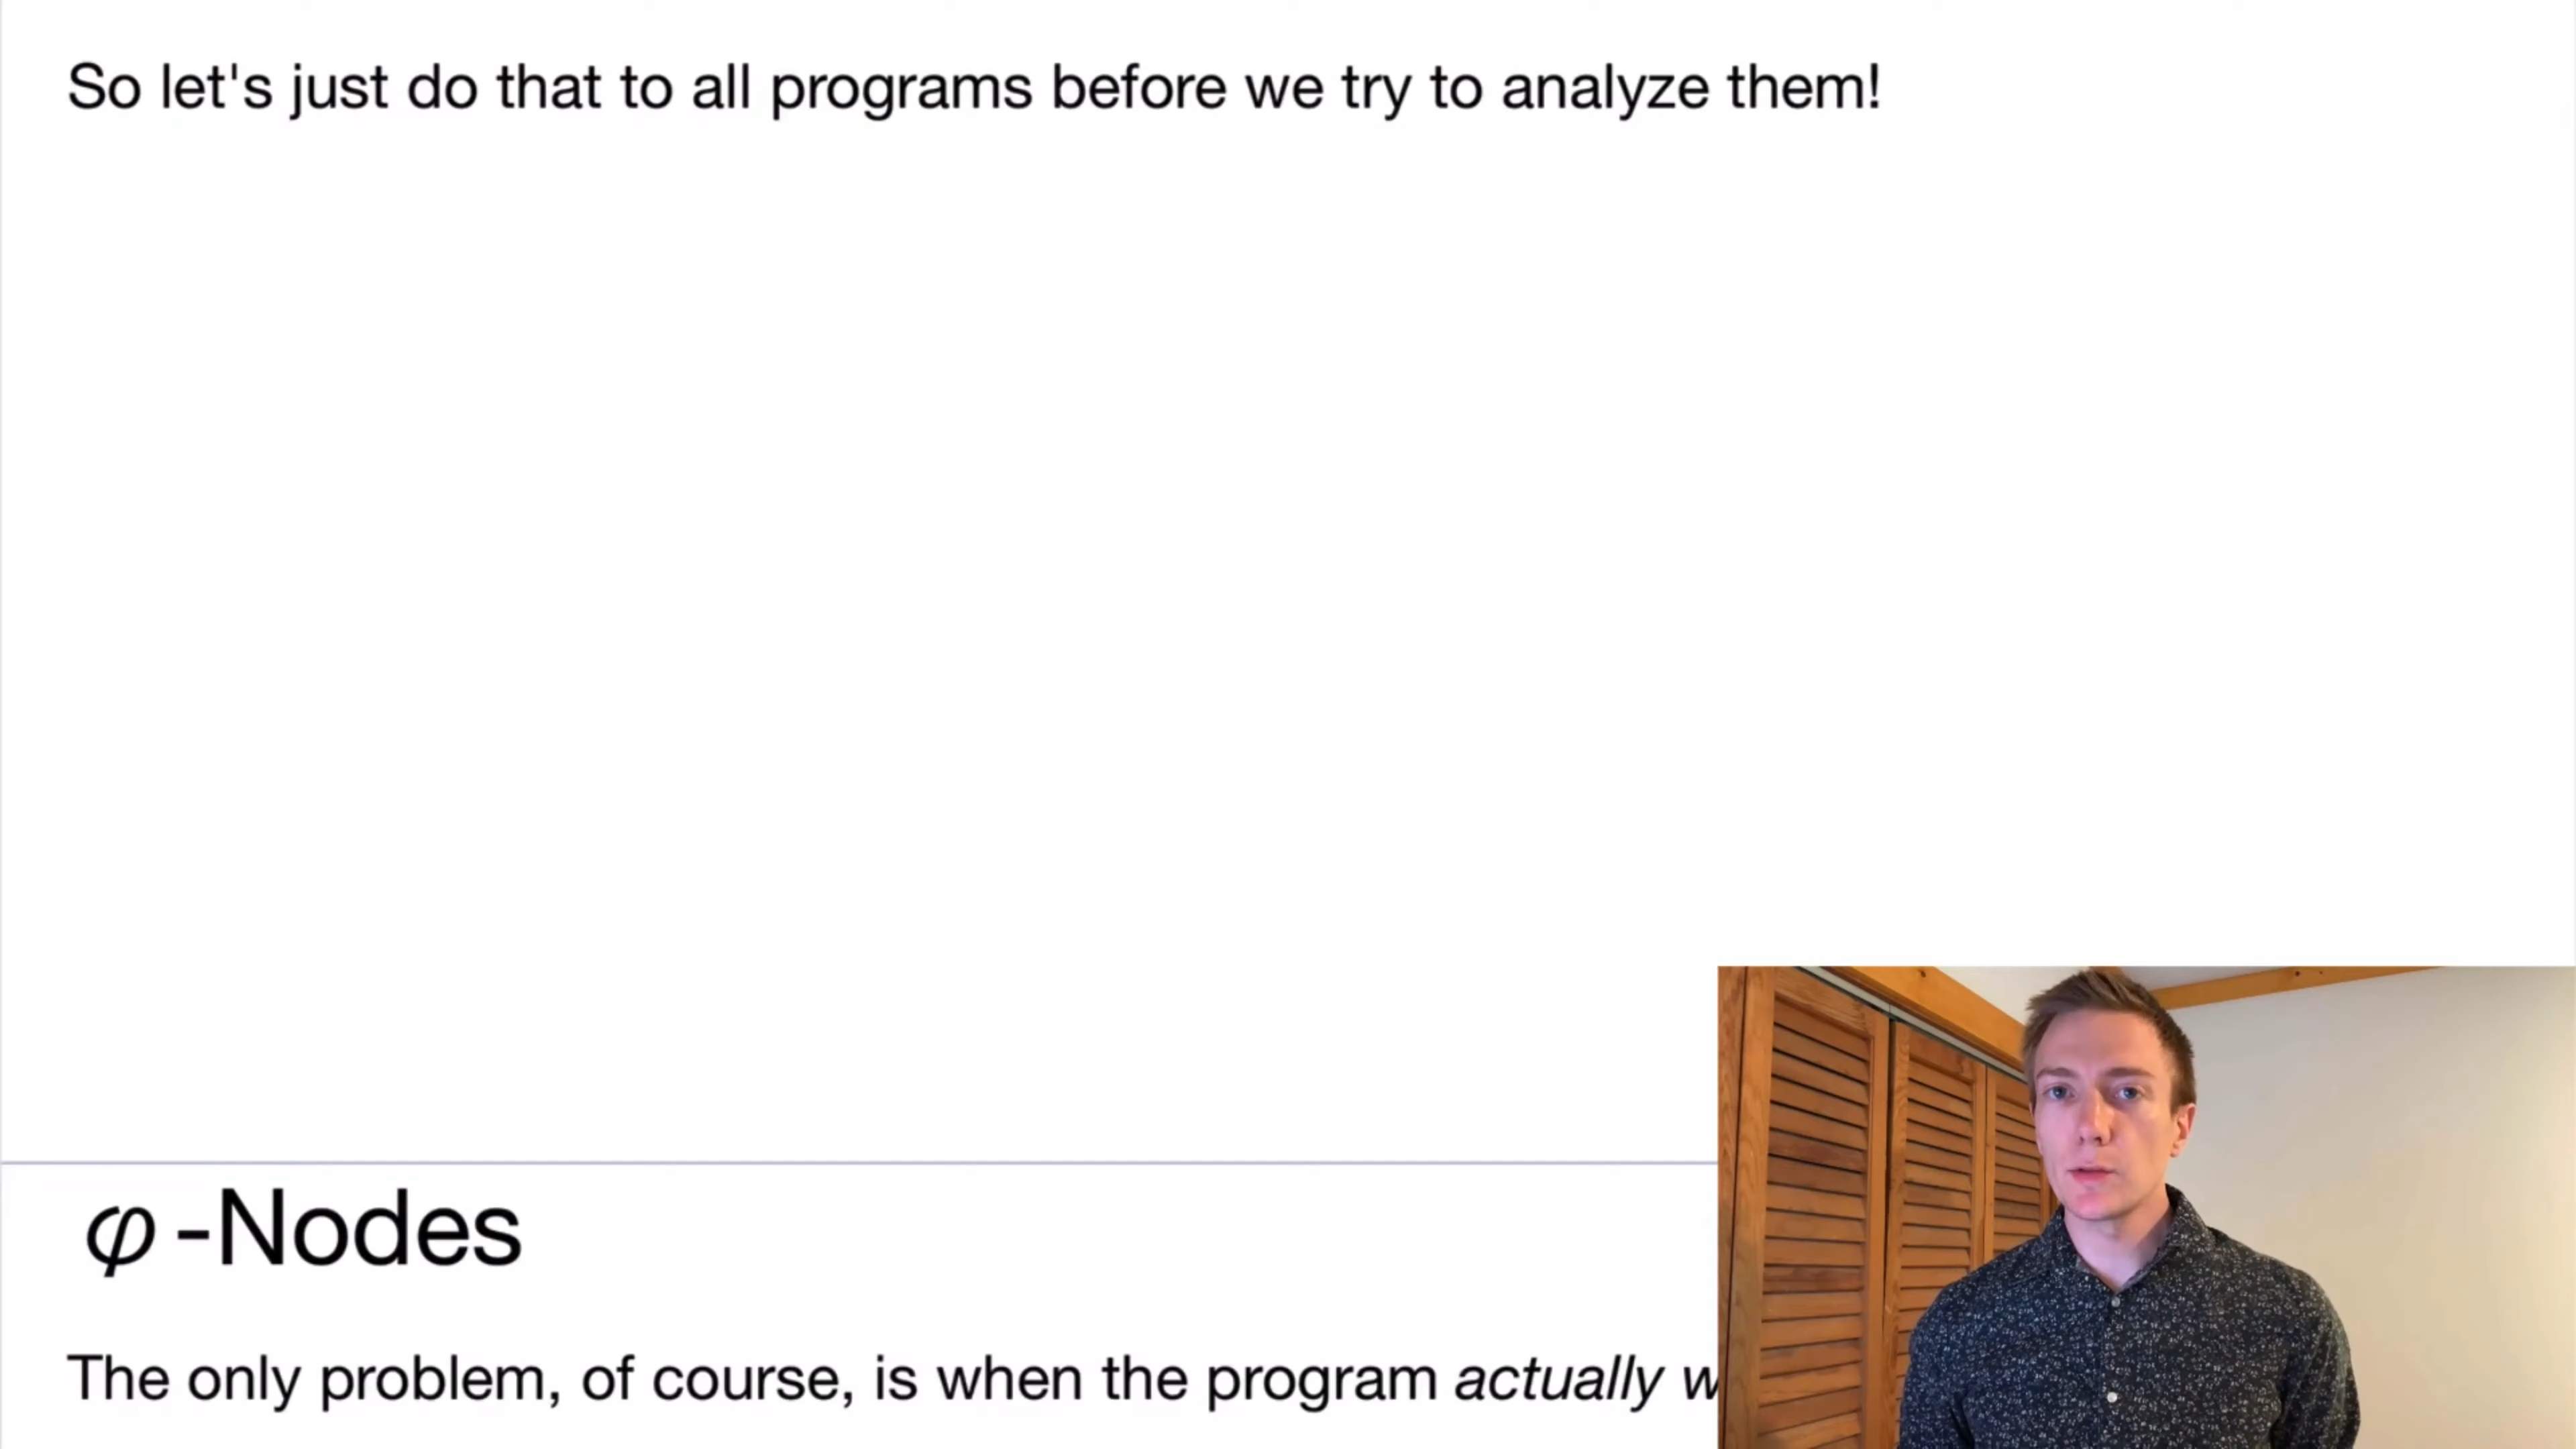 So let's just do that to all programs before we try to analyze them!
φ-Nodes
The only problem, of course, is when the program actually